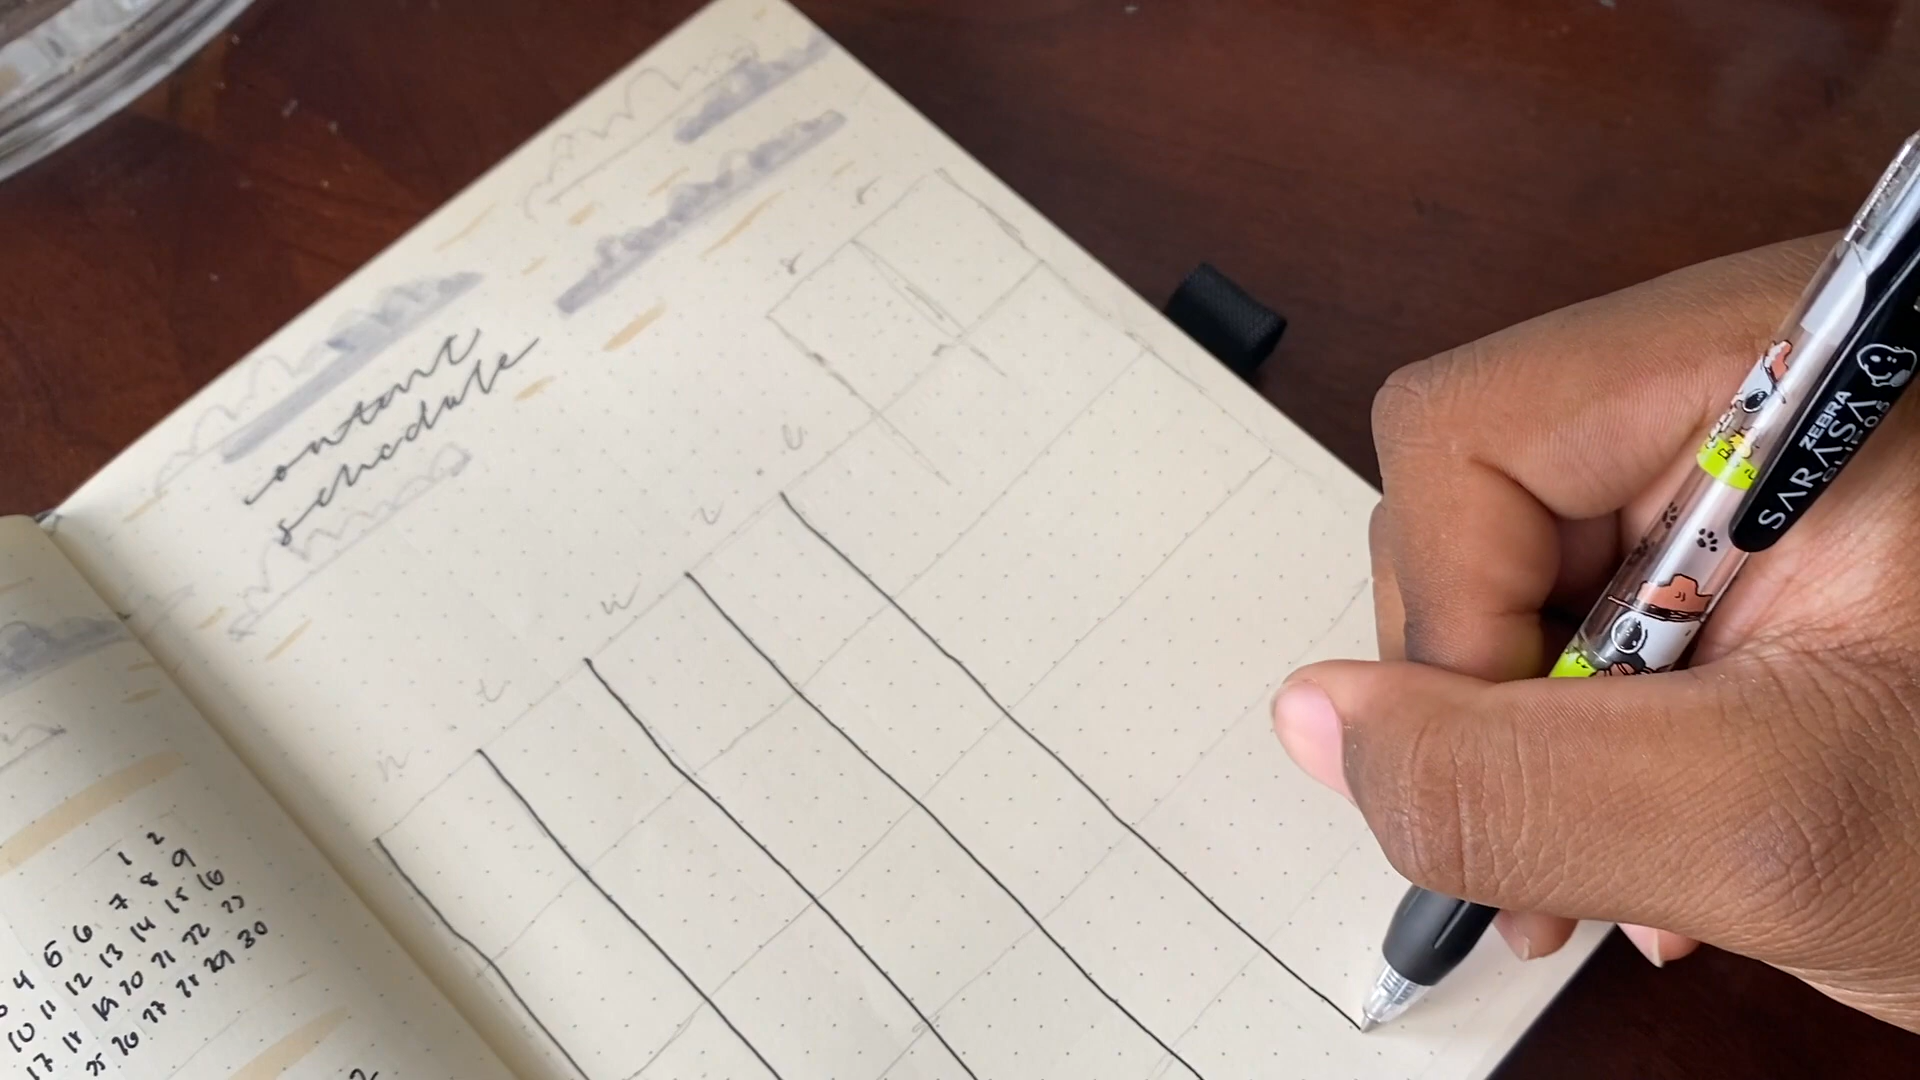 content
schedule
1 2
6 7 8 9
4 5
10 11 12 13 14 15 16
17 18 19 20 21 22 23
25 26 27 28 29 30
ZEBRA
SARASA